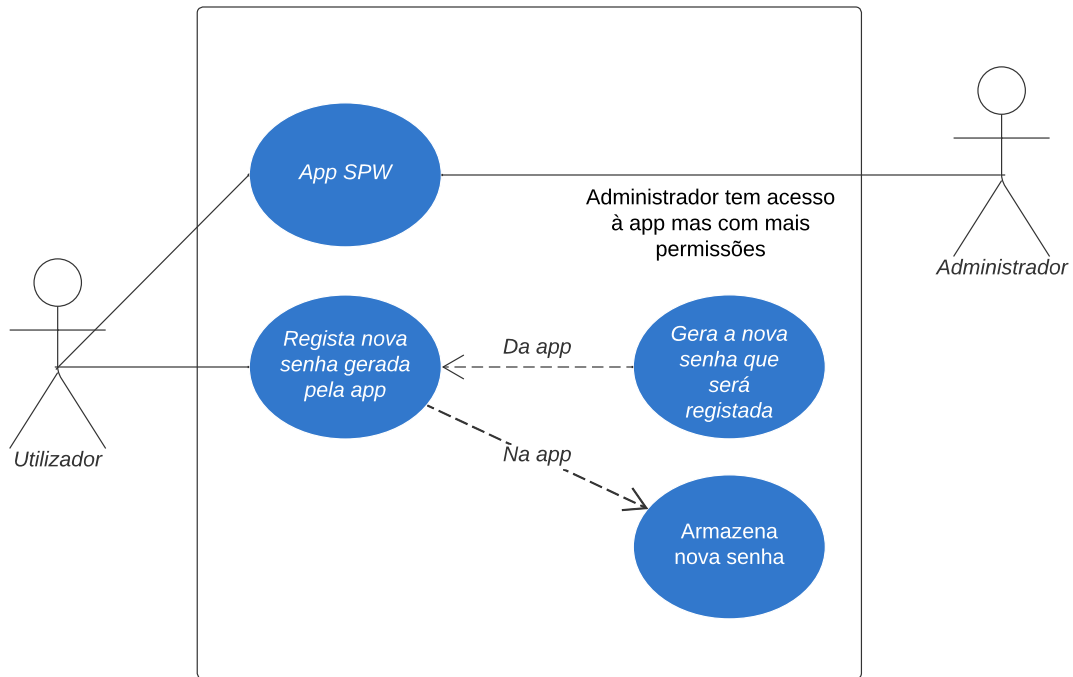 App SPW
Administrador tem acesso
à app mas com mais
permissões
Administrador
Regista nova
senha gerada
pela app
Da app
Gera a nova
senha que
será
registada
Utilizador
Na app
Armazena
nova senha